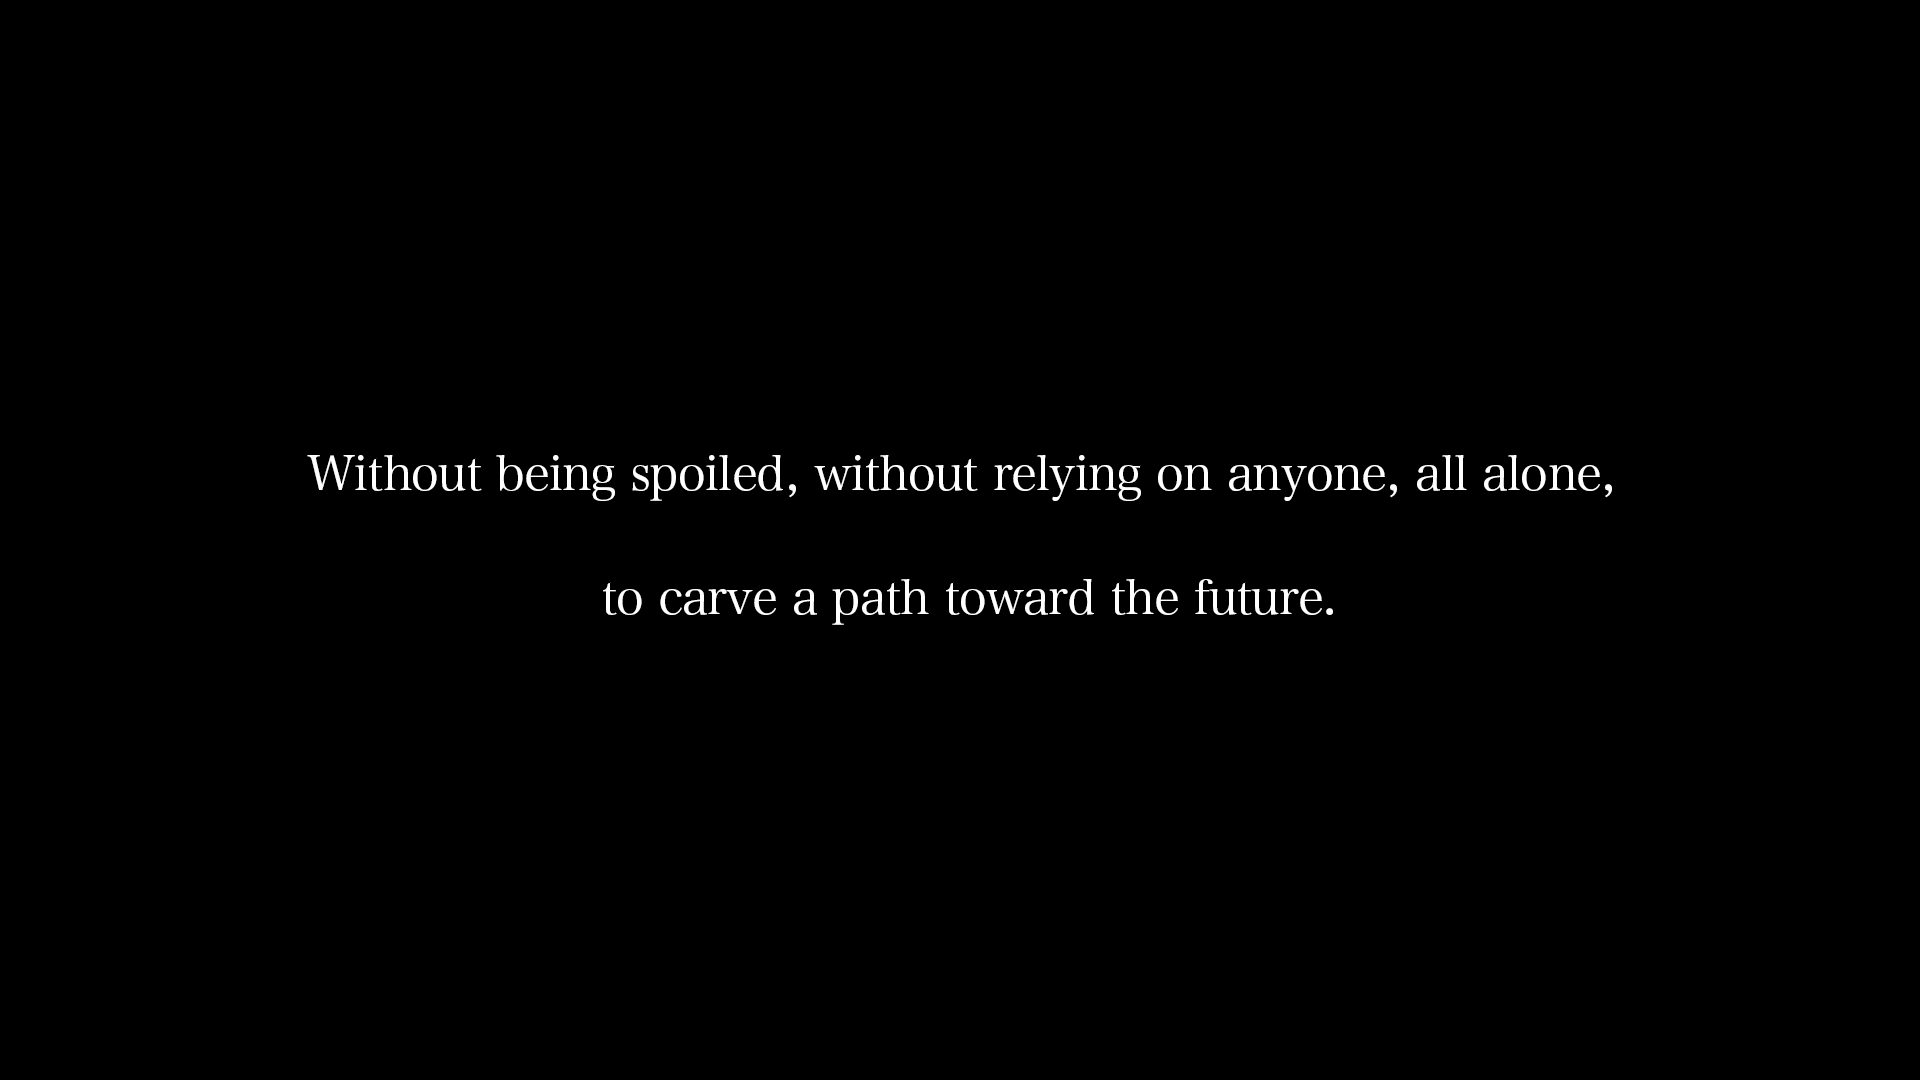 Without being spoiled, without relying on anyone, all alone,
to carve a path toward the future.